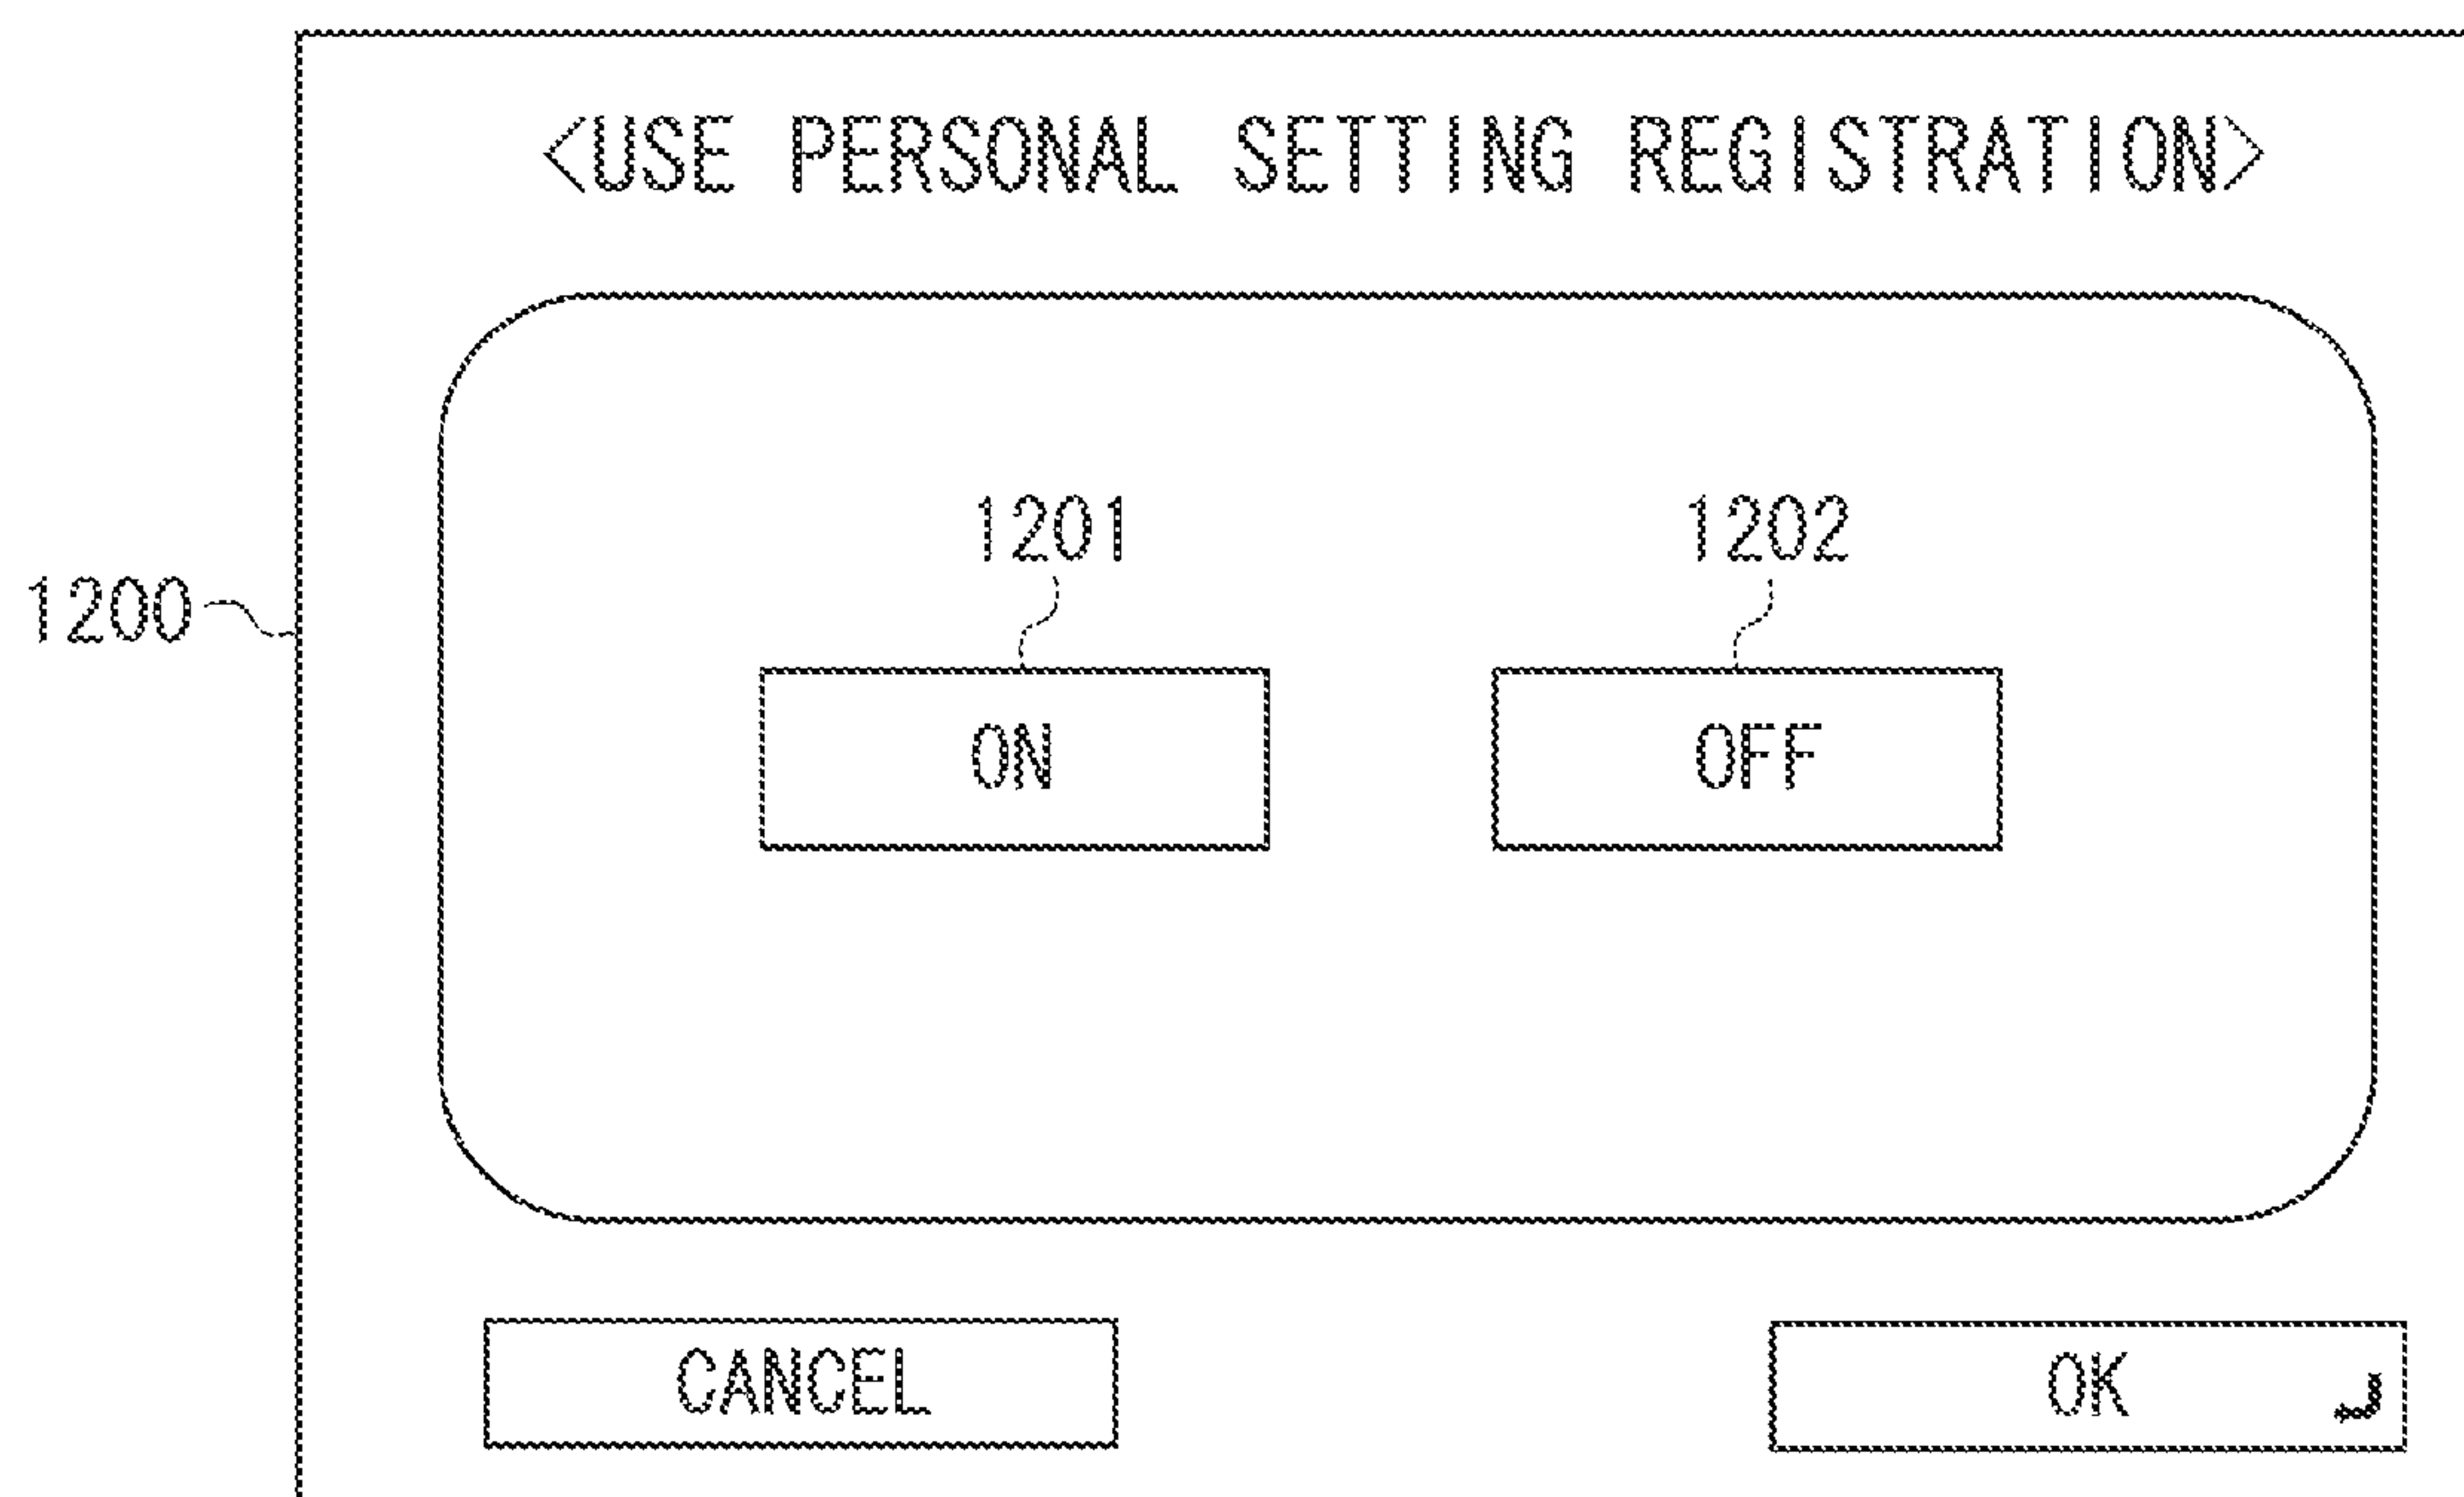 <USE PERSONAL SETTING REGISTRATION>
1201 1202
1200
ON OFF
CANCEL OK